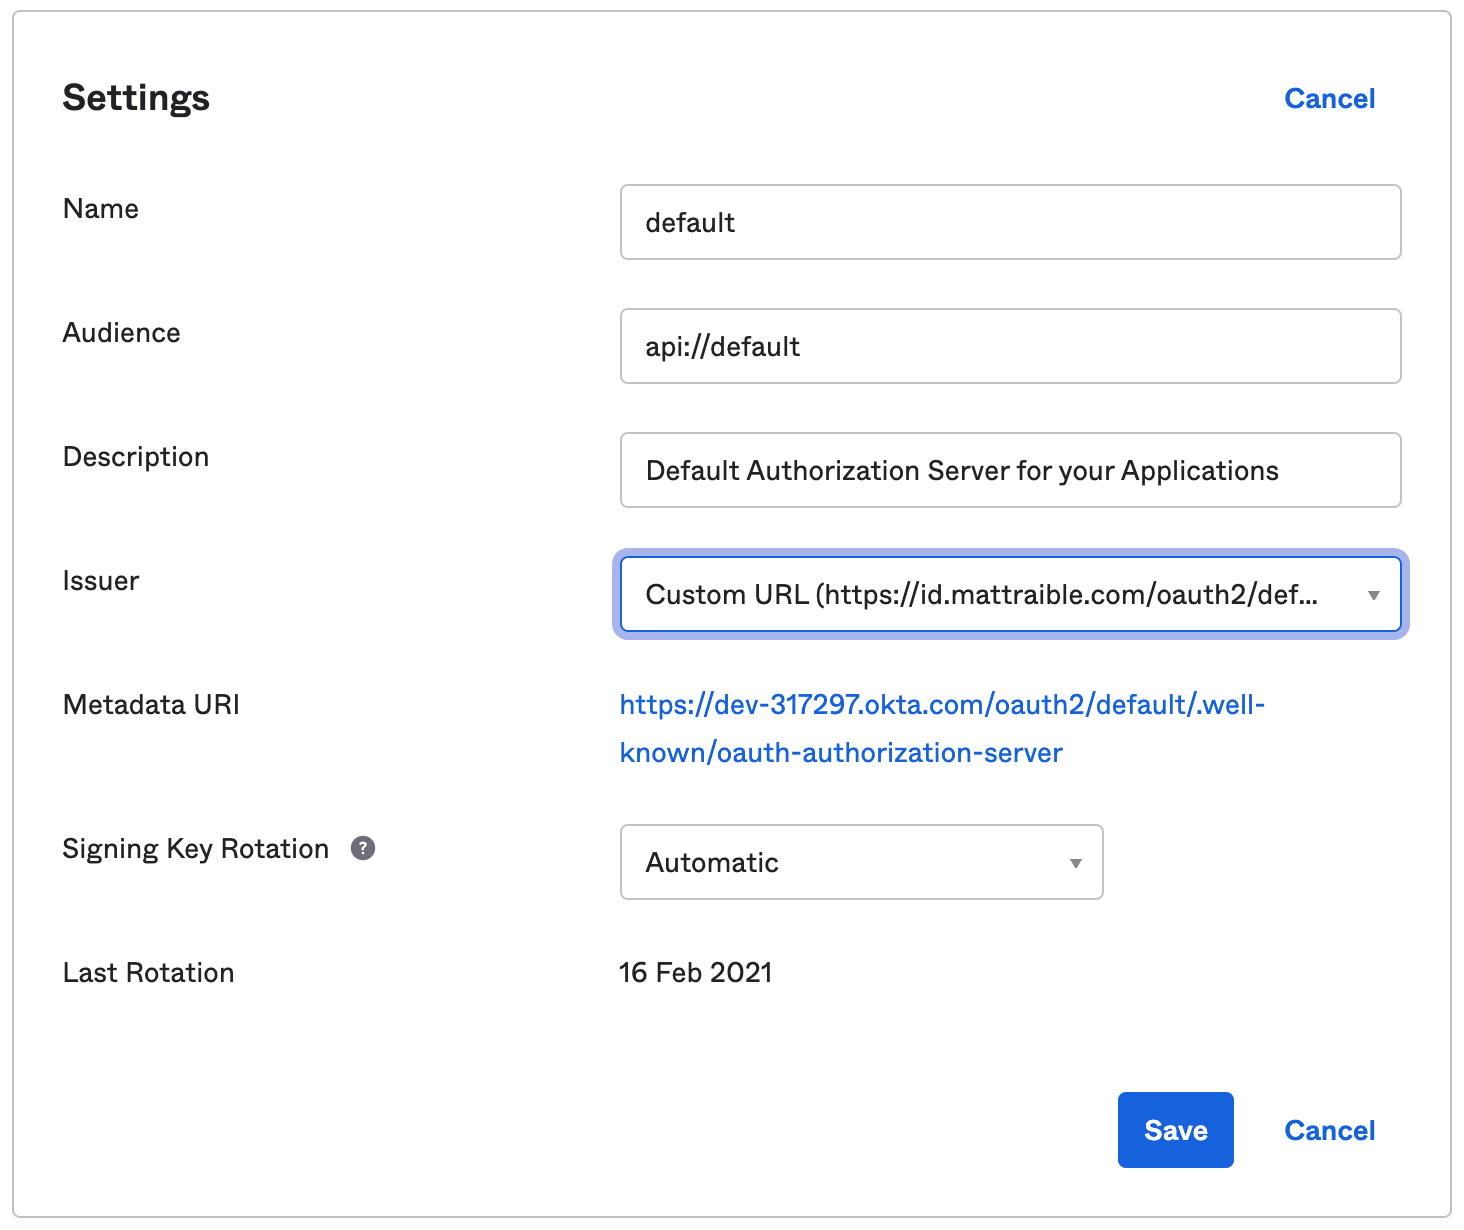 Settings
Cancel
Name
default
Audience
api://default
Description
Default Authorization Server for your Applications
Issuer
Custom URL (https://id.mattraible.com/oauth2/def...
Metadata URI
https://dev-317297.okta.com/oauth2/default/.well-
known/oauth-authorization-server
Signing Key Rotation ?
Automatic
Last Rotation
16 Feb 2021
Save
Cancel